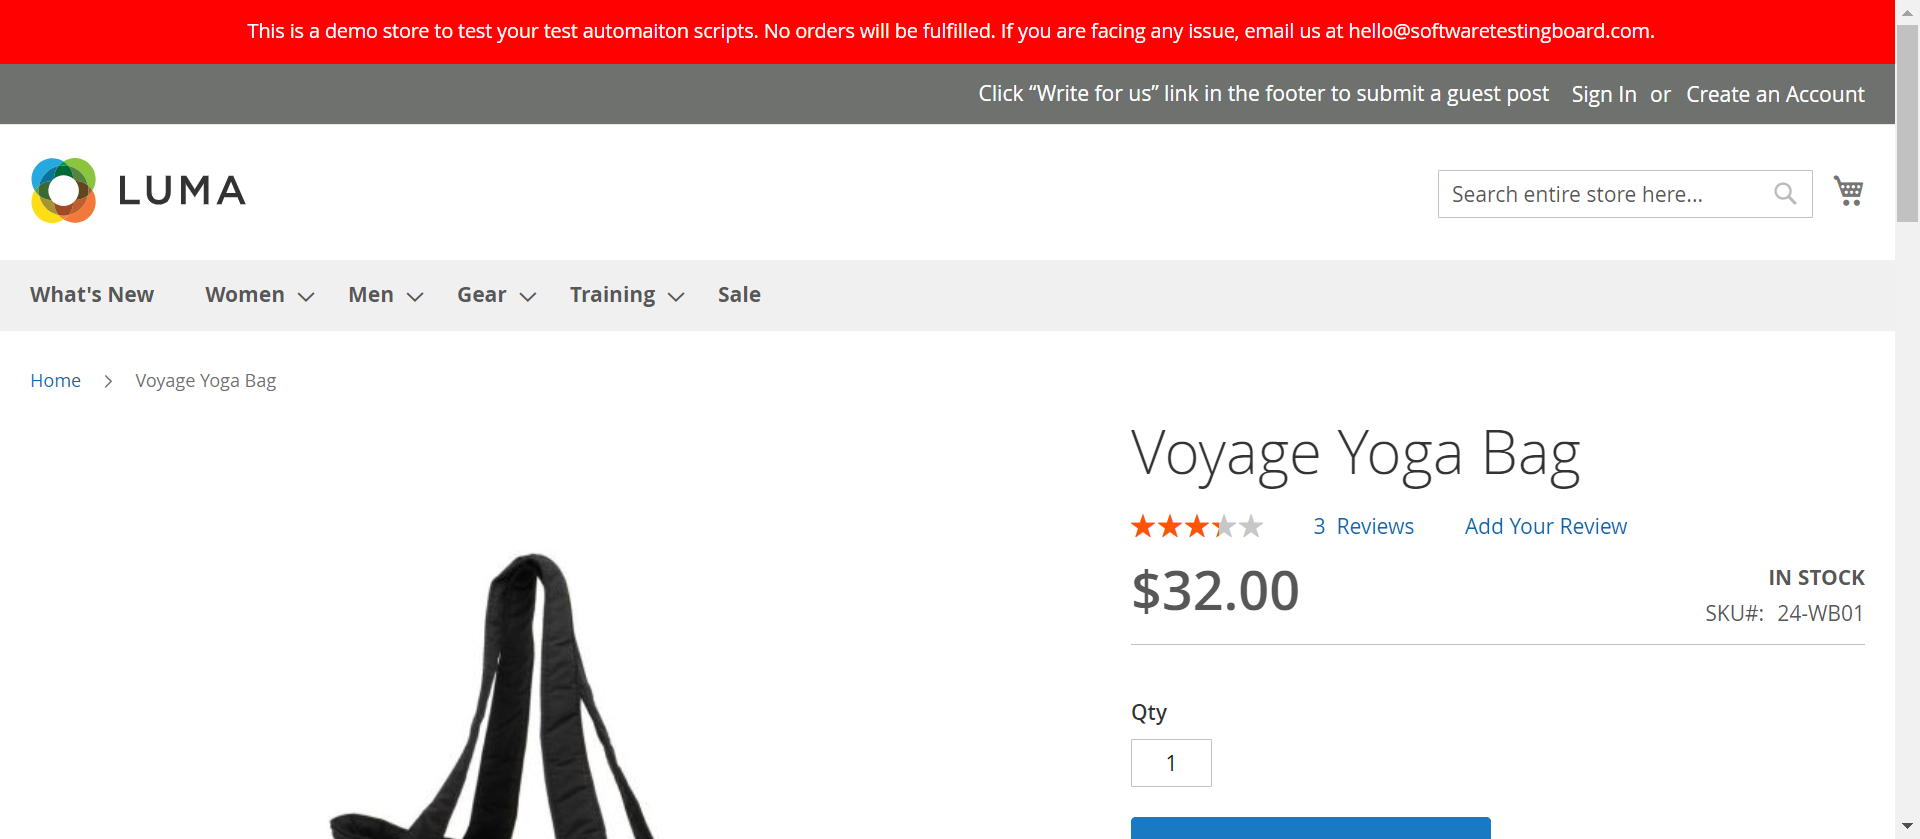 This is a demo store to test your test automaiton scripts. No orders will be fulfilled. If you are facing any issue, email us at hello@softwaretestingboard.com.
Click “Write for us” link in the footer to submit a guest post Sign In or Create an Account
LUMA
Search entire store here...
What's New Women Men Gear Training Sale
Home Voyage Yoga Bag
Voyage Yoga Bag
3 Reviews Add Your Review
$32.00
IN STOCK
SKU#: 24-WB01
Qty
1